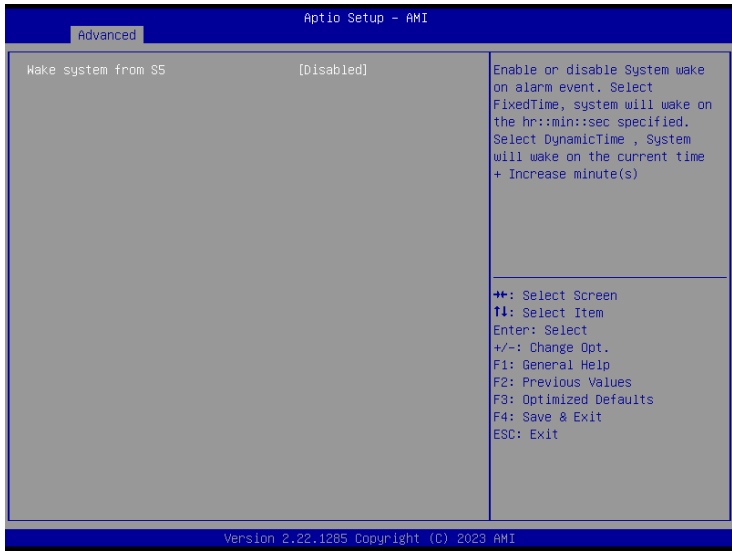 Aptio Setup – AMI
Advanced
Wake system from S5 [Disabled]
Enable or disable System wake
on alarm event. Select
FixedTime, system will wake on
the hr::min::sec specified.
Select DynamicTime , System
will wake on the current time
+ Increase minute(s)
→←: Select Screen
↑↓: Select Item
Enter: Select
+/-: Change Opt.
F1: General Help
F2: Previous Values
F3: Optimized Defaults
F4: Save & Exit
ESC: Exit
Version 2.22.1285 Copyright (C) 2023 AMI